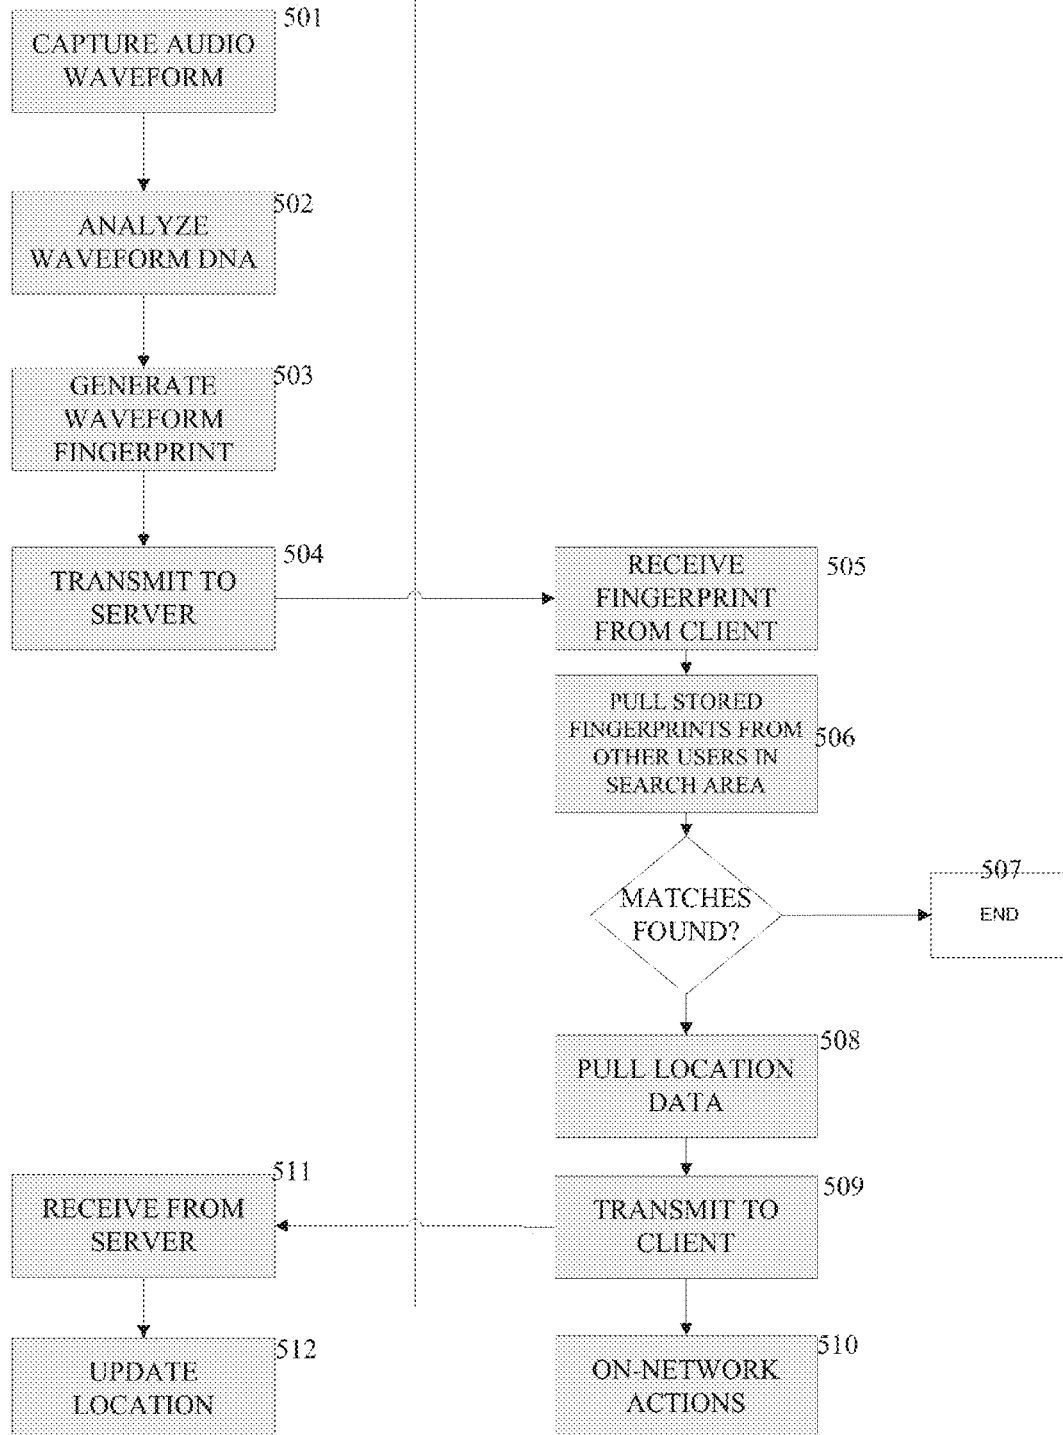 501
CAPTURE AUDIO
WAVEFORM
502
ANALYZE
WAVEFORM DNA
503
GENERATE
WAVEFORM
FINGERPRINT
504
TRANSMIT TO
SERVER
505
RECEIVE
FINGERPRINT
FROM CLIENT
506
PULL STORED
FINGERPRINTS FROM
OTHER USERS IN
SEARCH AREA
MATCHES
FOUND?
507
END
508
PULL LOCATION
DATA
509
TRANSMIT TO
CLIENT
510
ON-NETWORK
ACTIONS
511
RECEIVE FROM
SERVER
512
UPDATE
LOCATION